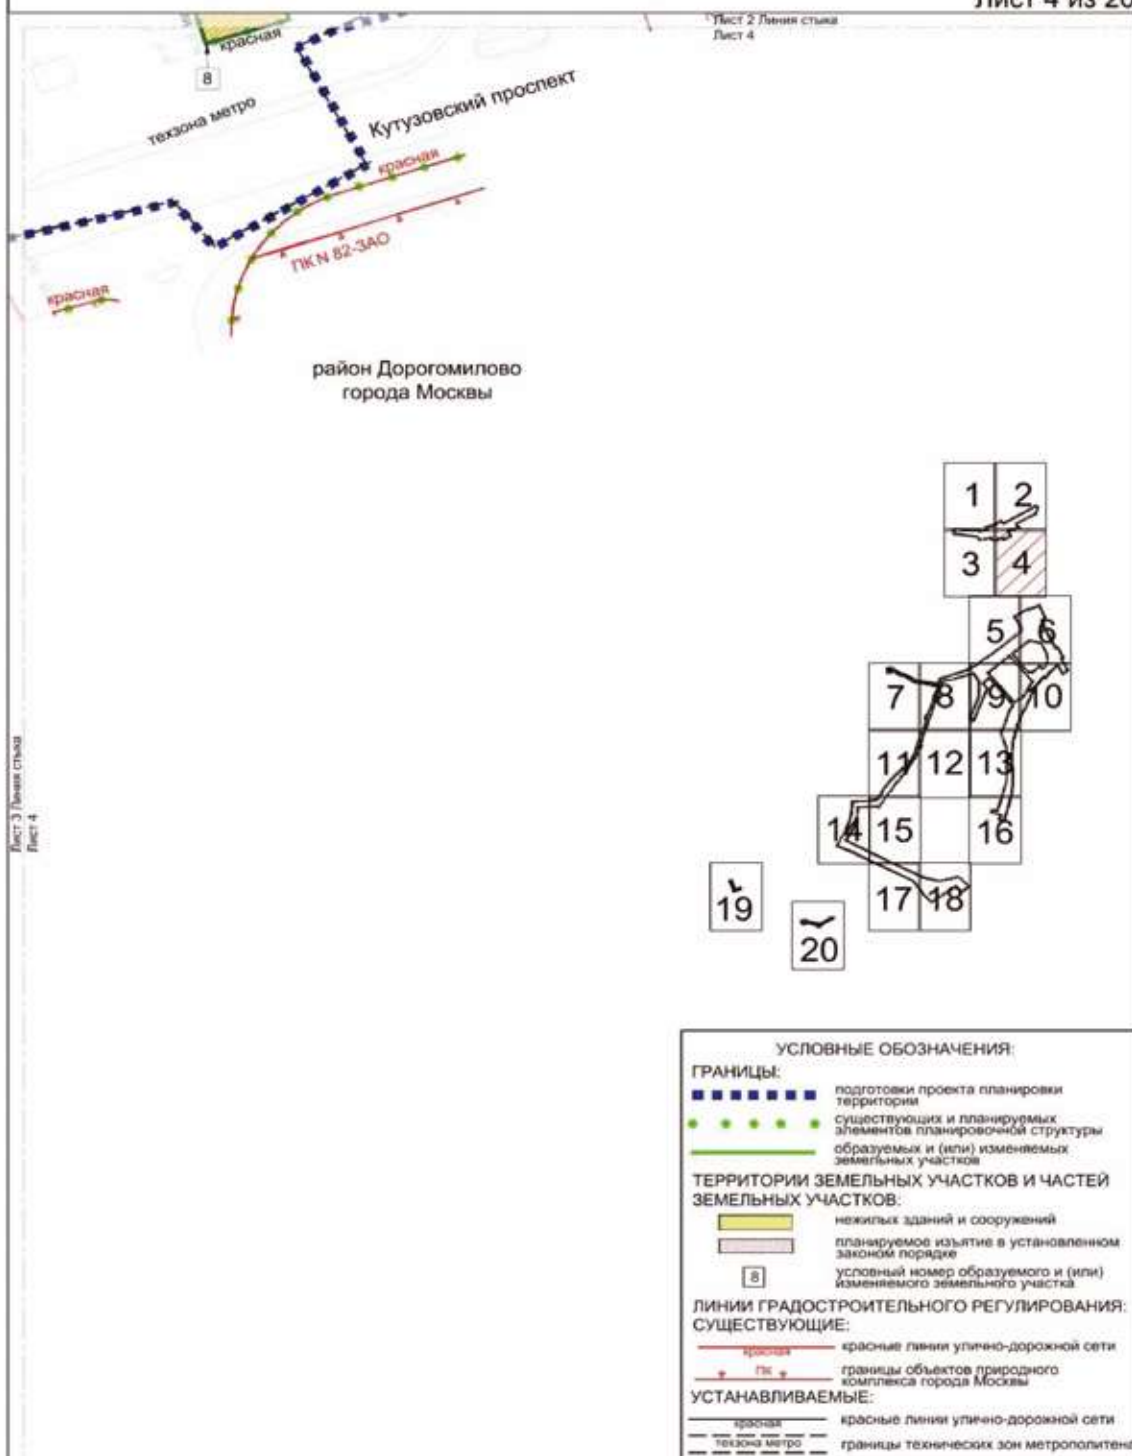 Лист 4 из 20
Лист 2 Линия стыка
Лист 4
красная
8
техзона метро
Кутузовский проспект
красная
ПК N 82-ЗАО
красная
район Дорогомилово
города Москвы
1
2
3
4
5
6
7
8
9
10
11
12
13
14
15
16
17
18
19
20
Лист 3 Линия стыка
Лист 4
УСЛОВНЫЕ ОБОЗНАЧЕНИЯ:
ГРАНИЦЫ:
подготовки проекта планировки
территории
существующих и планируемых
элементов планировочной структуры
образуемых и (или) изменяемых
земельных участков
ТЕРРИТОРИИ ЗЕМЕЛЬНЫХ УЧАСТКОВ И ЧАСТЕЙ
ЗЕМЕЛЬНЫХ УЧАСТКОВ:
нежилых зданий и сооружений
планируемое изъятие в установленном
законом порядке
8
условный номер образуемого и (или)
изменяемого земельного участка
ЛИНИИ ГРАДОСТРОИТЕЛЬНОГО РЕГУЛИРОВАНИЯ:
СУЩЕСТВУЮЩИЕ:
красная
красные линии улично-дорожной сети
ПК
границы объектов природного
комплекса города Москвы
УСТАНАВЛИВАЕМЫЕ:
красная
красные линии улично-дорожной сети
техзона метро
границы технических зон метрополитена